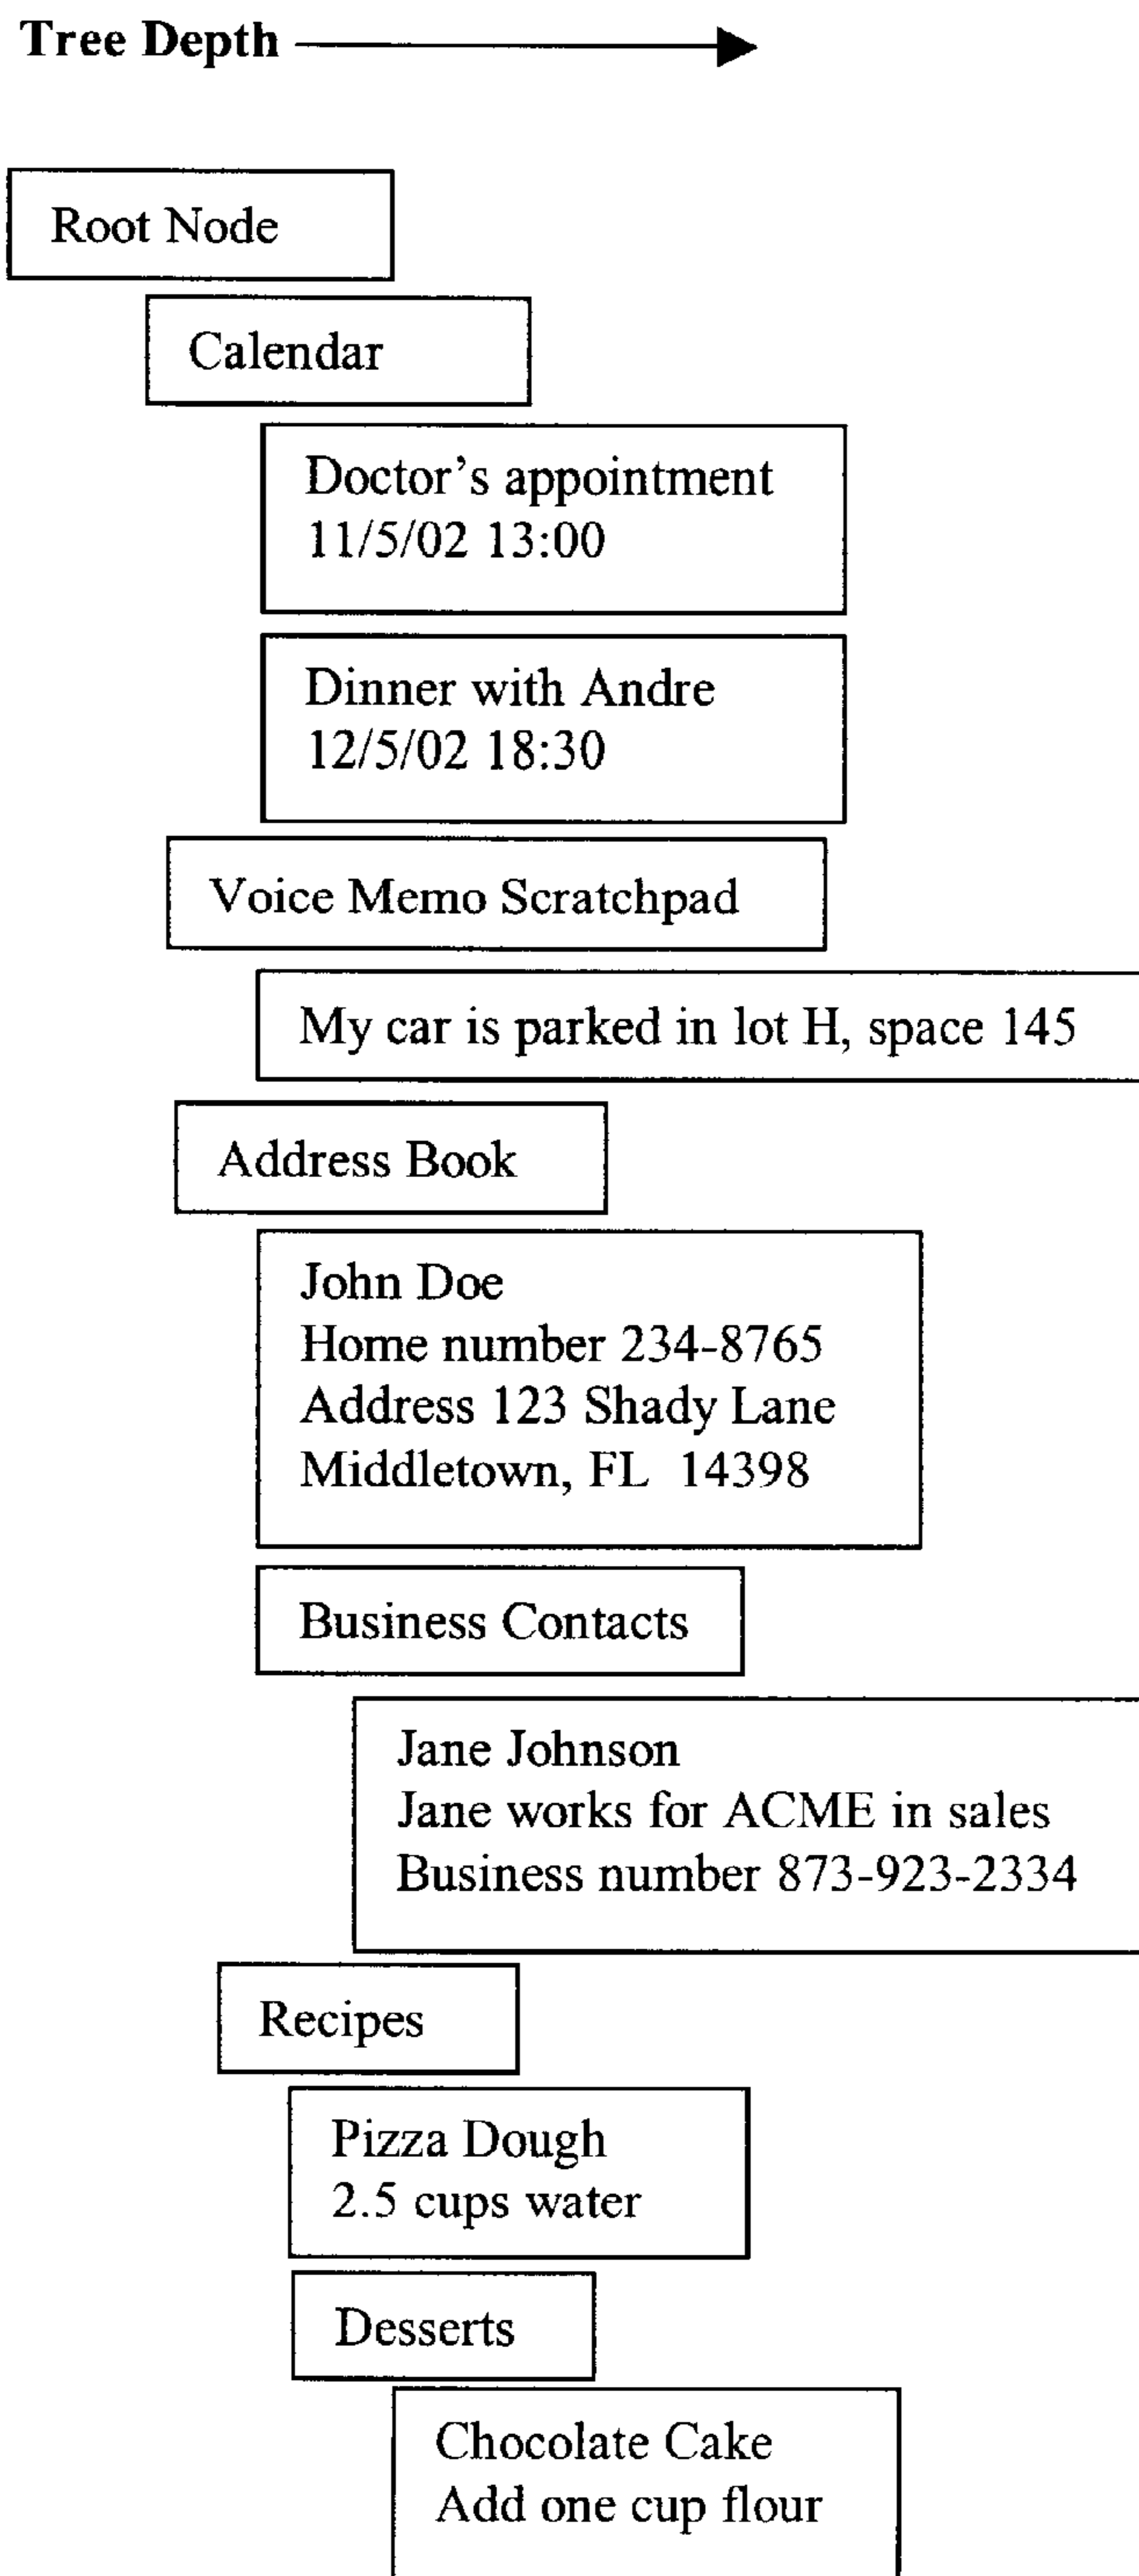 Tree Depth
Root Node
Calendar
Doctor's appointment
11/5/02 13:00
Dinner with Andre
12/5/02 18:30
Voice Memo Scratchpad
My car is parked in lot H, space 145
Address Book
John Doe
Home number 234-8765
Address 123 Shady Lane
Middletown, FL  14398
Business Contacts
Jane Johnson
Jane works for ACME in sales
Business number 873-923-2334
Recipes
Pizza Dough
2.5 cups water
Desserts
Chocolate Cake
Add one cup flour